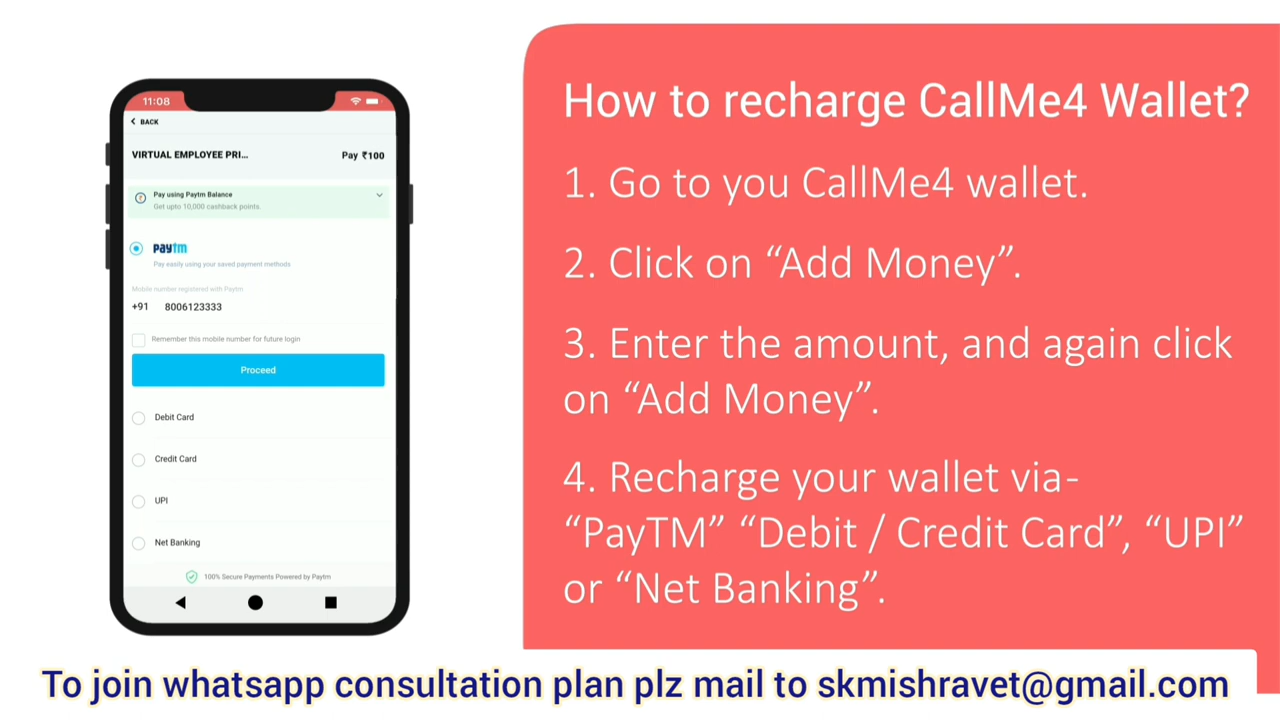 11:08
BACK
VIRTUAL EMPLOYEE PRI...
Pay ₹100
Pay using Paytm Balance
Get upto 10,000 cashback points.
paytm
Pay easily using your saved payment methods
Mobile number registered with Paytm
+91 8006123333
Remember this mobile number for future login
Proceed
Debit Card
Credit Card
UPI
Net Banking
100% Secure Payments Powered by Paytm
How to recharge CallMe4 Wallet?
1. Go to you CallMe4 wallet.
2. Click on “Add Money”.
3. Enter the amount, and again click
on “Add Money”.
4. Recharge your wallet via-
“PayTM” “Debit / Credit Card”, “UPI”
or “Net Banking”.
To join whatsapp consultation plan plz mail to skmishravet@gmail.com